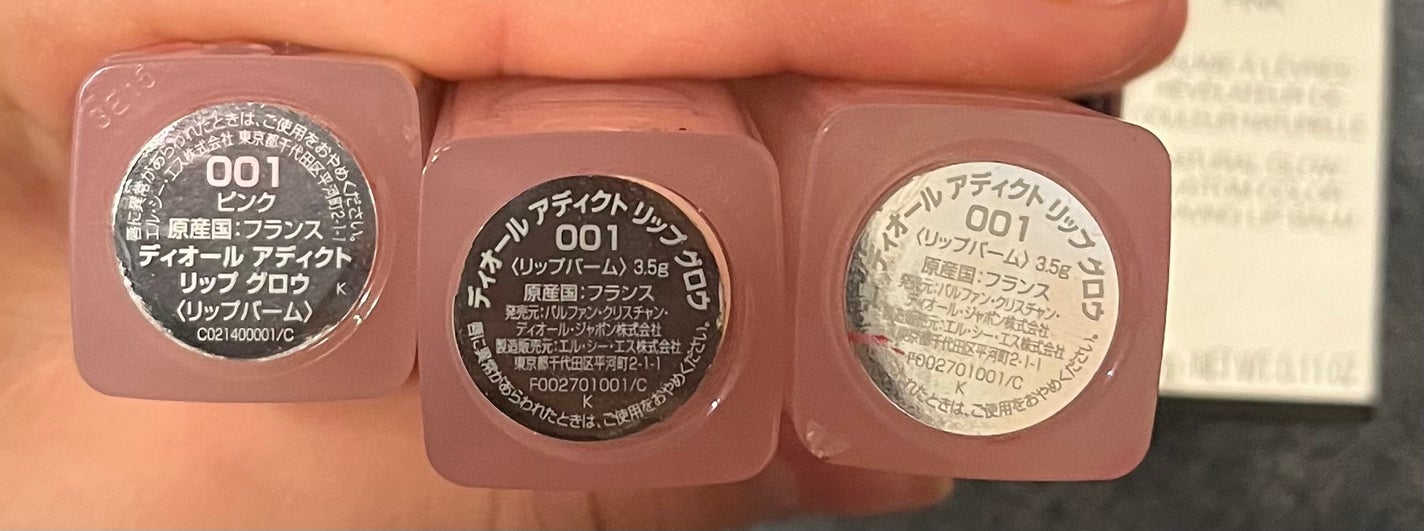 3E15
唇に異常があらわれたときは、ご使用をおやめください。
エル・シー・エス株式会社 東京都千代田区平河町2-1-1
001
ピンク
原産国:フランス
ディオール アディクト
リップ グロウ
K
〈リップバーム〉
C021400001/C
ディオール アディクト リップ グロウ
001
〈リップバーム〉 3.5g
原産国:フランス
発売元:パルファン・クリスチャン・
ディオール・ジャポン株式会社
製造販売元:エル・シー・エス株式会社
東京都千代田区平河町2-1-1
F002701001/C
K
唇に異常があらわれたときは、ご使用をおやめください。
ディオール アディクト リップ グロウ
001
〈リップバーム〉 3.5g
原産国:フランス
発売元:パルファン・クリスチャン・
ディオール・ジャポン株式会社
製造販売元:エル・シー・エス株式会社
東京都千代田区平河町2-1-1
F002701001/C
K
があらわれたときは、ご使用をおやめください。
PINK
BAUME À LÈVRES
RÉVÉLATEUR DE
COULEUR NATURELLE
NATURAL GLOW
CUSTOM COLOR
REVIVING LIP BALM
NET WT. 0.11 OZ